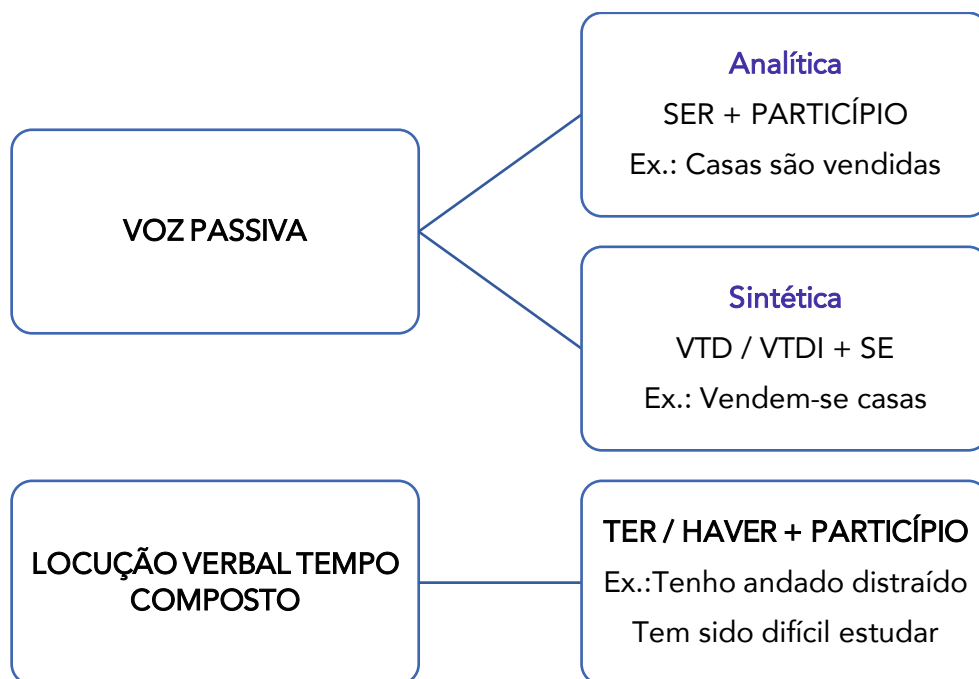 VOZ PASSIVA
Analítica
SER + PARTICÍPIO
Ex.: Casas são vendidas
Sintética
VTD / VTDI + SE
Ex.: Vendem-se casas
LOCUÇÃO VERBAL TEMPO
COMPOSTO
TER / HAVER + PARTICÍPIO
Ex.:Tenho andado distraído
Tem sido difícil estudar